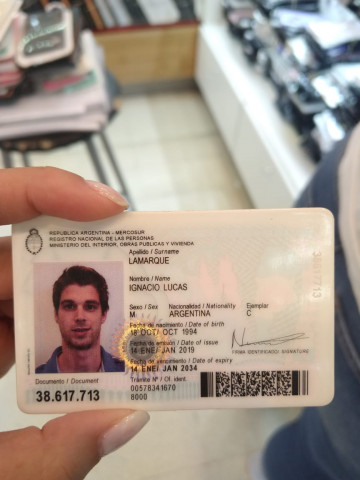 REPUBLICA ARGENTINA - MERCOSUR
REGISTRO NACIONAL DE LAS PERSONAS
MINISTERIO DEL INTERIOR, OBRAS PUBLICAS Y VIVIENDA
Apellido / Surname
LAMARQUE
Nombre / Name
IGNACIO LUCAS
Sexo / Sex Nacionalidad / Nationality Ejemplar
M ARGENTINA C
Fecha de nacimiento / Date of birth
OCT/ OCT 1994
Fecha de emisión / Date of issue
14 ENE/ JAN 2019
Fecha de vencimiento / Date of expiry
14 ENE/ JAN 2034
FIRMA IDENTIFICADO / SIGNATURE
Documento / Document
38.617.713
Trámite Nº / Of. ident.
00578341670
8000